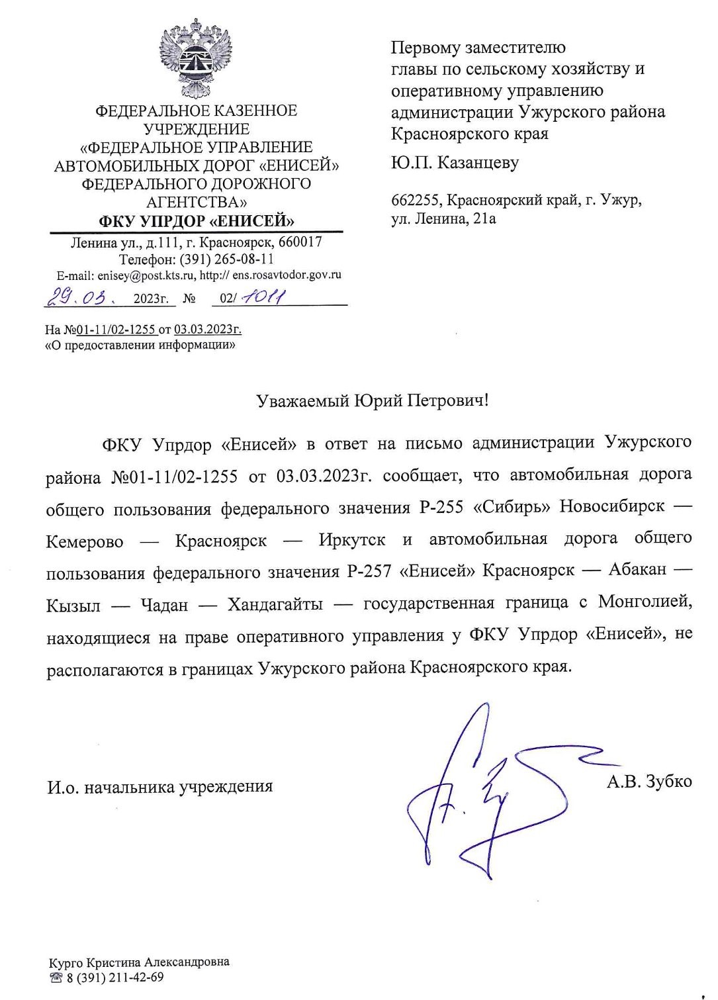 ФЕДЕРАЛЬНОЕ КАЗЕННОЕ
УЧРЕЖДЕНИЕ
«ФЕДЕРАЛЬНОЕ УПРАВЛЕНИЕ
АВТОМОБИЛЬНЫХ ДОРОГ «ЕНИСЕЙ»
ФЕДЕРАЛЬНОГО ДОРОЖНОГО
АГЕНТСТВА»
ФКУ УПРДОР «ЕНИСЕЙ»
Ленина ул., д.111, г. Красноярск, 660017
Телефон: (391) 265-08-11
E-mail: enisey@post.kts.ru, http:// ens.rosavtodor.gov.ru
29.03. 2023г. № 02/ 1011
На №01-11/02-1255 от 03.03.2023г.
«О предоставлении информации»
Первому заместителю
главы по сельскому хозяйству и
оперативному управлению
администрации Ужурского района
Красноярского края
Ю.П. Казанцеву
662255, Красноярский край, г. Ужур,
ул. Ленина, 21а
Уважаемый Юрий Петрович!
ФКУ Упрдор «Енисей» в ответ на письмо администрации Ужурского
района №01-11/02-1255 от 03.03.2023г. сообщает, что автомобильная дорога
общего пользования федерального значения Р-255 «Сибирь» Новосибирск —
Кемерово — Красноярск — Иркутск и автомобильная дорога общего
пользования федерального значения Р-257 «Енисей» Красноярск — Абакан —
Кызыл — Чадан — Хандагайты — государственная граница с Монголией,
находящиеся на праве оперативного управления у ФКУ Упрдор «Енисей», не
располагаются в границах Ужурского района Красноярского края.
И.о. начальника учреждения
А.В. Зубко
Курго Кристина Александровна
☎ 8 (391) 211-42-69